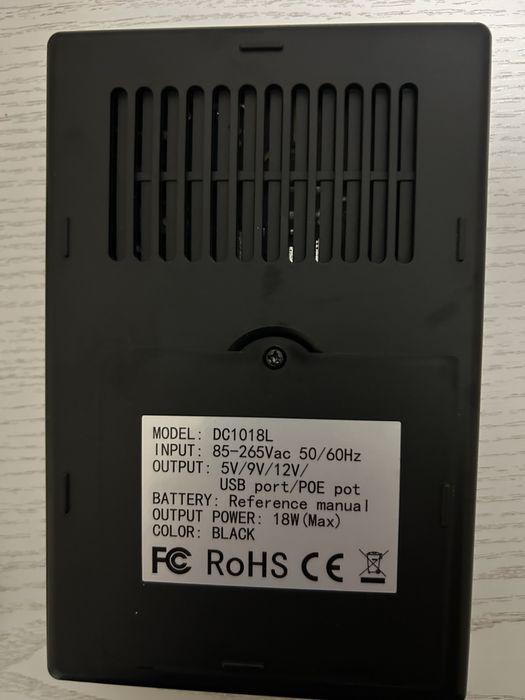 MODEL: DC1018L
INPUT: 85-265Vac 50/60Hz
OUTPUT: 5V/9V/12V/
USB port/POE pot
BATTERY: Reference manual
OUTPUT POWER: 18W(Max)
COLOR: BLACK
FC RoHS CE